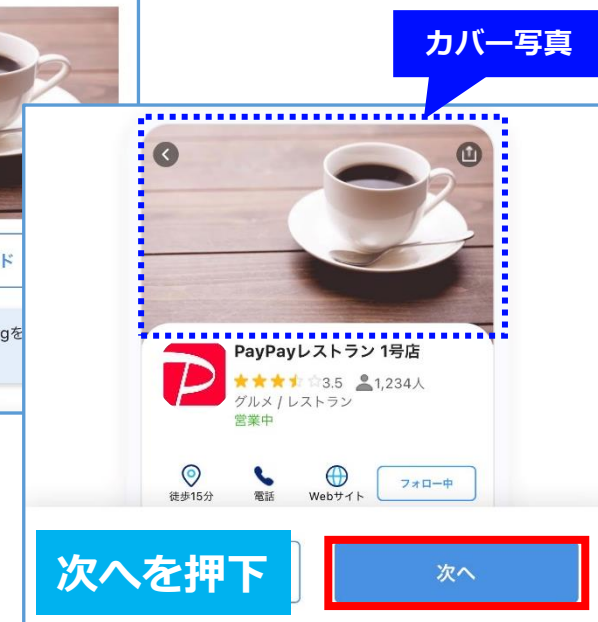 カバー写真
ド
gを
PayPayレストラン 1号店
3.5 1,234人
グルメ / レストラン
営業中
徒歩15分 電話 Webサイト フォロー中
次へを押下 次へ